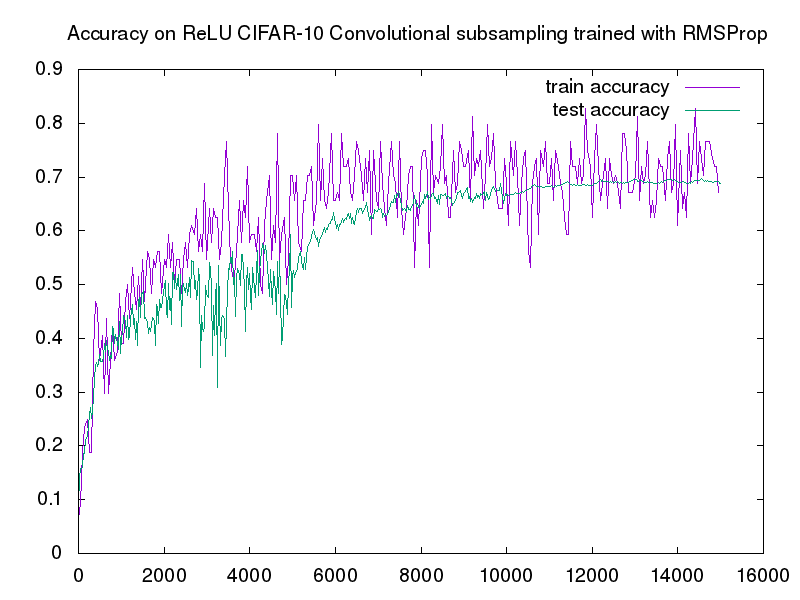 Accuracy on ReLU CIFAR-10 Convolutional subsampling trained with RMSProp
0.9
train accuracy
test accuracy
0.8
0.7
0.6
0.5
0.4
0.3
0.2
0.1
0
0 2000 4000 6000 8000 10000 12000 14000 16000